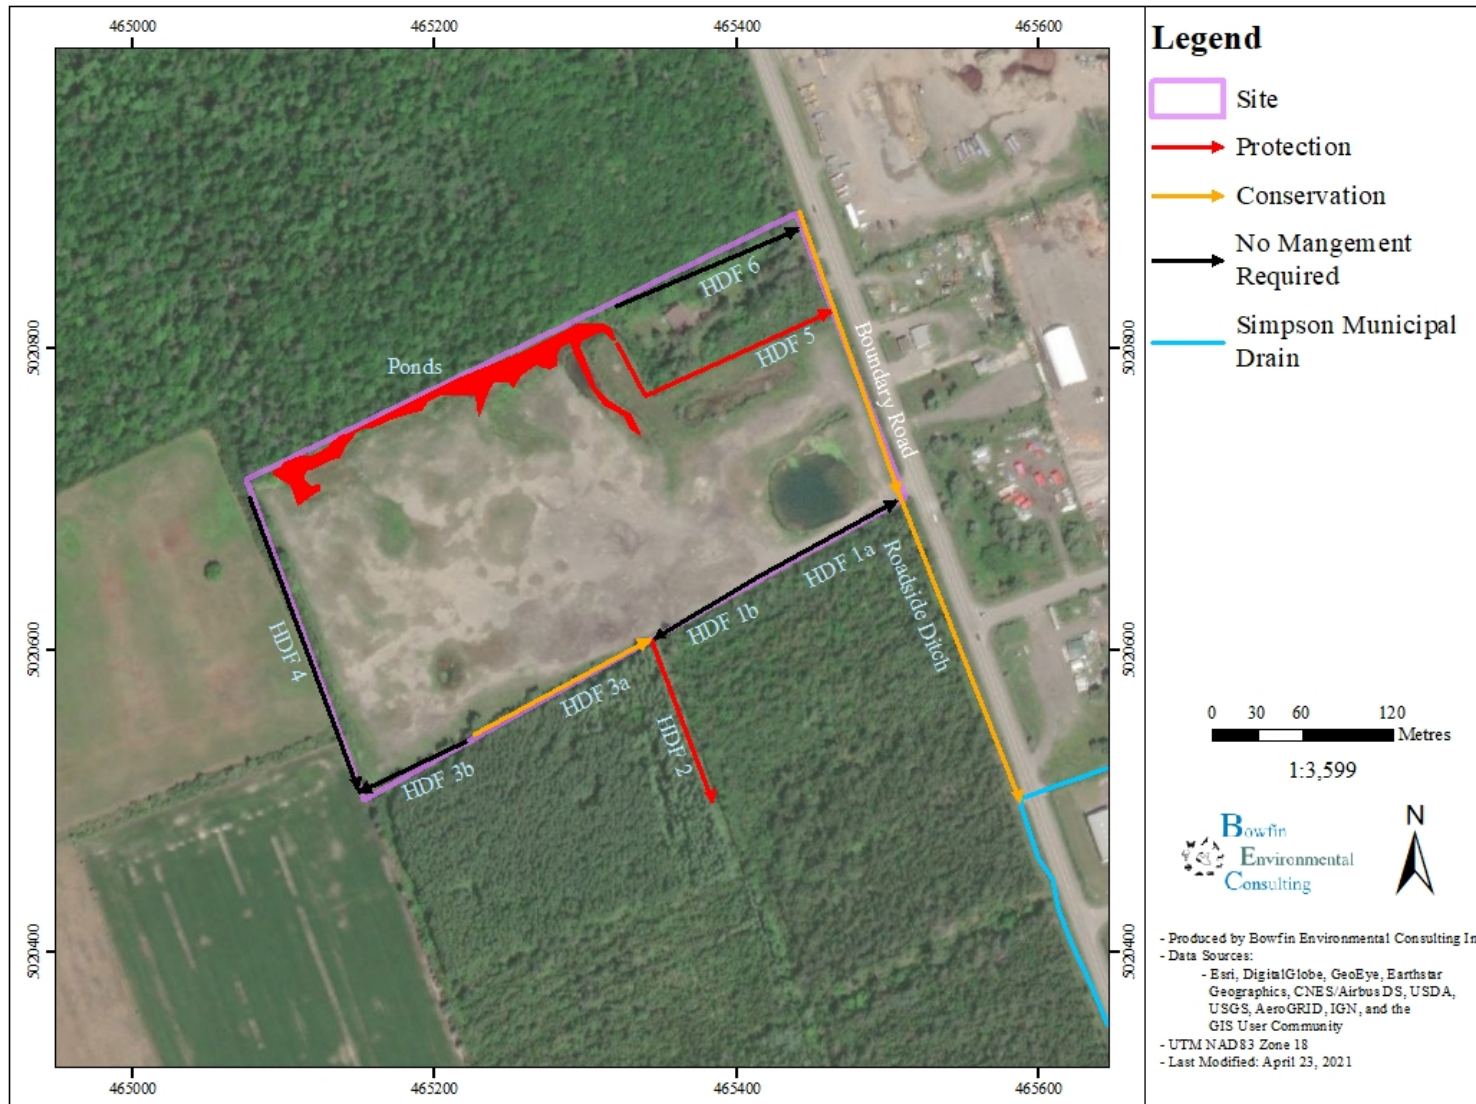 465000 465200 465400 465600
Legend
Site
Protection
Conservation
No Mangement
Required
Simpson Municipal
Drain
HDF 6
HDF 5
Ponds
Boundary Road
5020800 5020800
HDF 1a
HDF 1b
Roadside Ditch
HDF 4
HDF 3a
HDF 2
HDF 3b
5020600 5020600
0 30 60 120
Metres
1:3,599
Bowfin
Environmental
Consulting
N
5020400 5020400
- Produced by Bowfin Environmental Consulting In
- Data Sources:
- Esri, DigitalGlobe, GeoEye, Earthstar
Geographics, CNES/Airbus DS, USDA,
USGS, AeroGRID, IGN, and the
GIS User Community
- UTM NAD83 Zone 18
- Last Modified: April 23, 2021
465000 465200 465400 465600